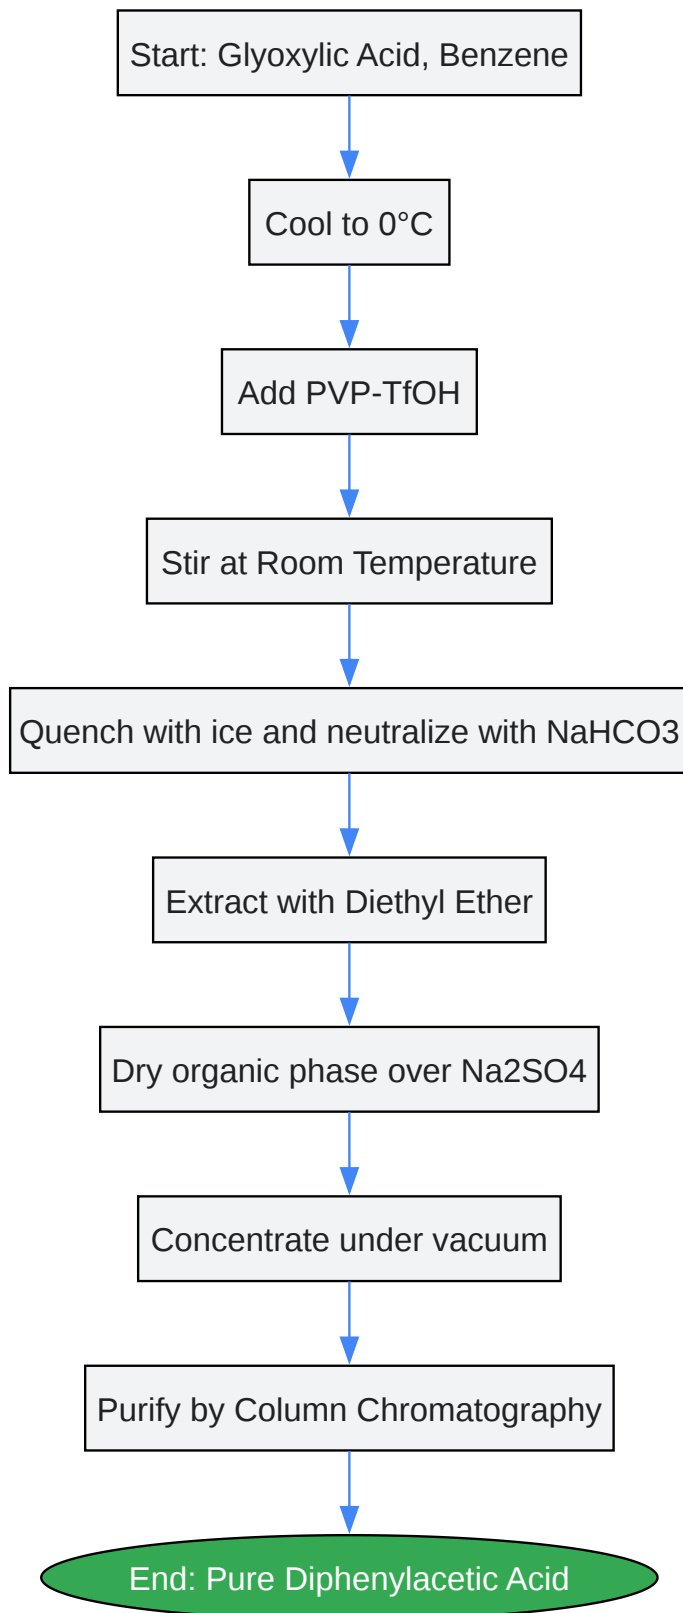 Start: Glyoxylic Acid, Benzene
Cool to 0°C
Add PVP-TfOH
Stir at Room Temperature
Quench with ice and neutralize with NaHCO3
Extract with Diethyl Ether
Dry organic phase over Na2SO4
Concentrate under vacuum
Purify by Column Chromatography
End: Pure Diphenylacetic Acid